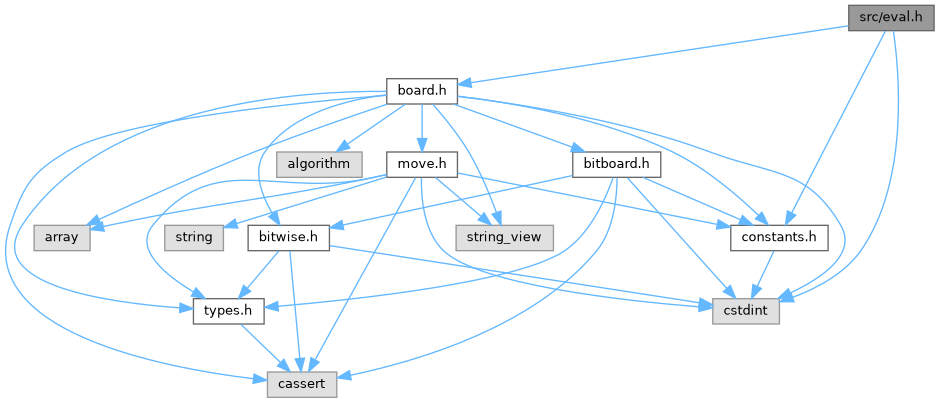 src/eval.h
board.h
algorithm
move.h
bitboard.h
array
string
bitwise.h
string_view
constants.h
types.h
cstdint
cassert